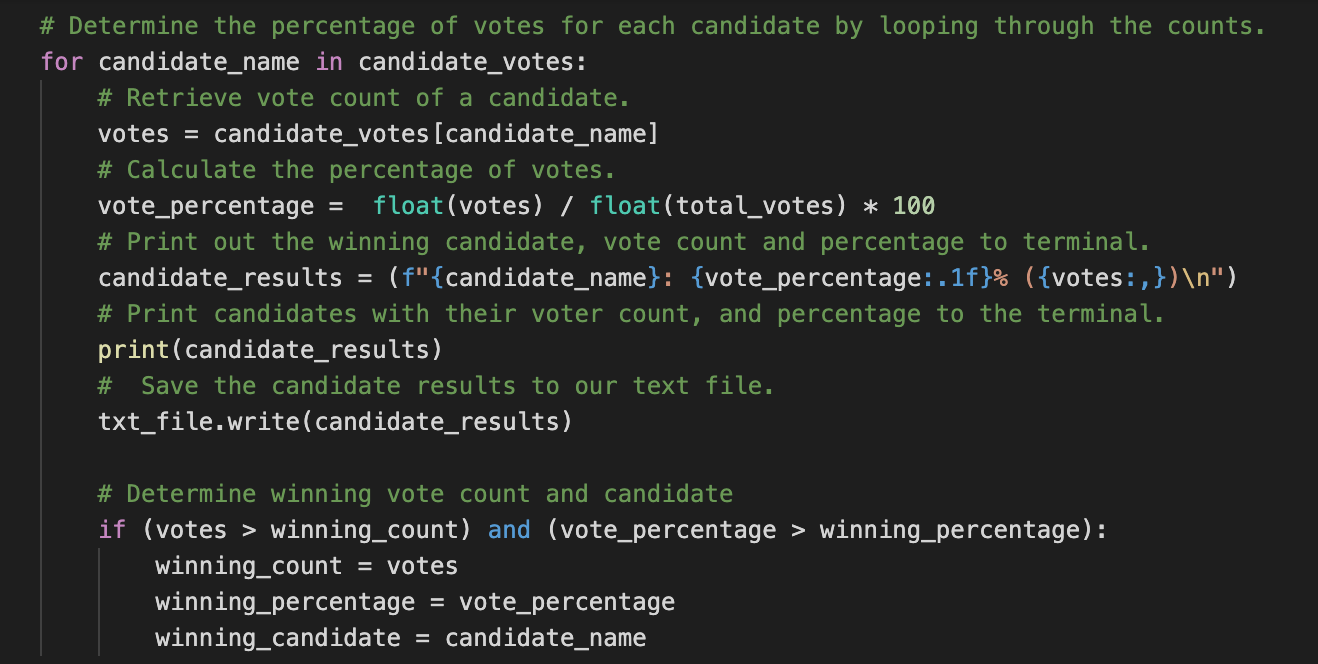 # Determine the percentage of votes for each candidate by looping through the counts.
for candidate_name in candidate_votes:
    # Retrieve vote count of a candidate.
    votes = candidate_votes[candidate_name]
    # Calculate the percentage of votes.
    vote_percentage =  float(votes) / float(total_votes) * 100
    # Print out the winning candidate, vote count and percentage to terminal.
    candidate_results = (f"{candidate_name}: {vote_percentage:.1f}% ({votes:,})\n")
    # Print candidates with their voter count, and percentage to the terminal.
    print(candidate_results)
    #  Save the candidate results to our text file.
    txt_file.write(candidate_results)

    # Determine winning vote count and candidate
    if (votes > winning_count) and (vote_percentage > winning_percentage):
        winning_count = votes
        winning_percentage = vote_percentage
        winning_candidate = candidate_name